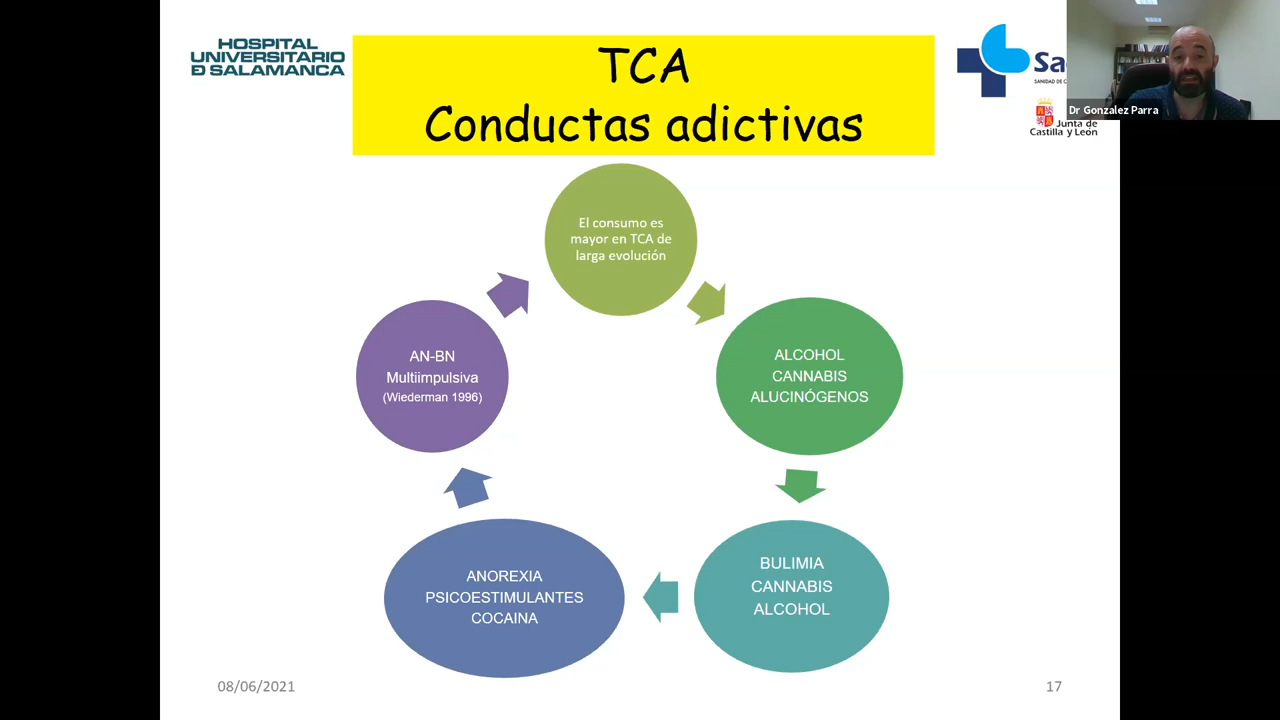 HOSPITAL
UNIVERSITARIO
D SALAMANCA
TCA
Conductas adictivas
Sa
SANIDAD DE C
Junta de
Castilla y León
Dr Gonzalez Parra
El consumo es
mayor en TCA de
larga evolución
ALCOHOL
CANNABIS
ALUCINÓGENOS
BULIMIA
CANNABIS
ALCOHOL
ANOREXIA
PSICOESTIMULANTES
COCAINA
AN-BN
Multiimpulsiva
(Wiederman 1996)
08/06/2021
17